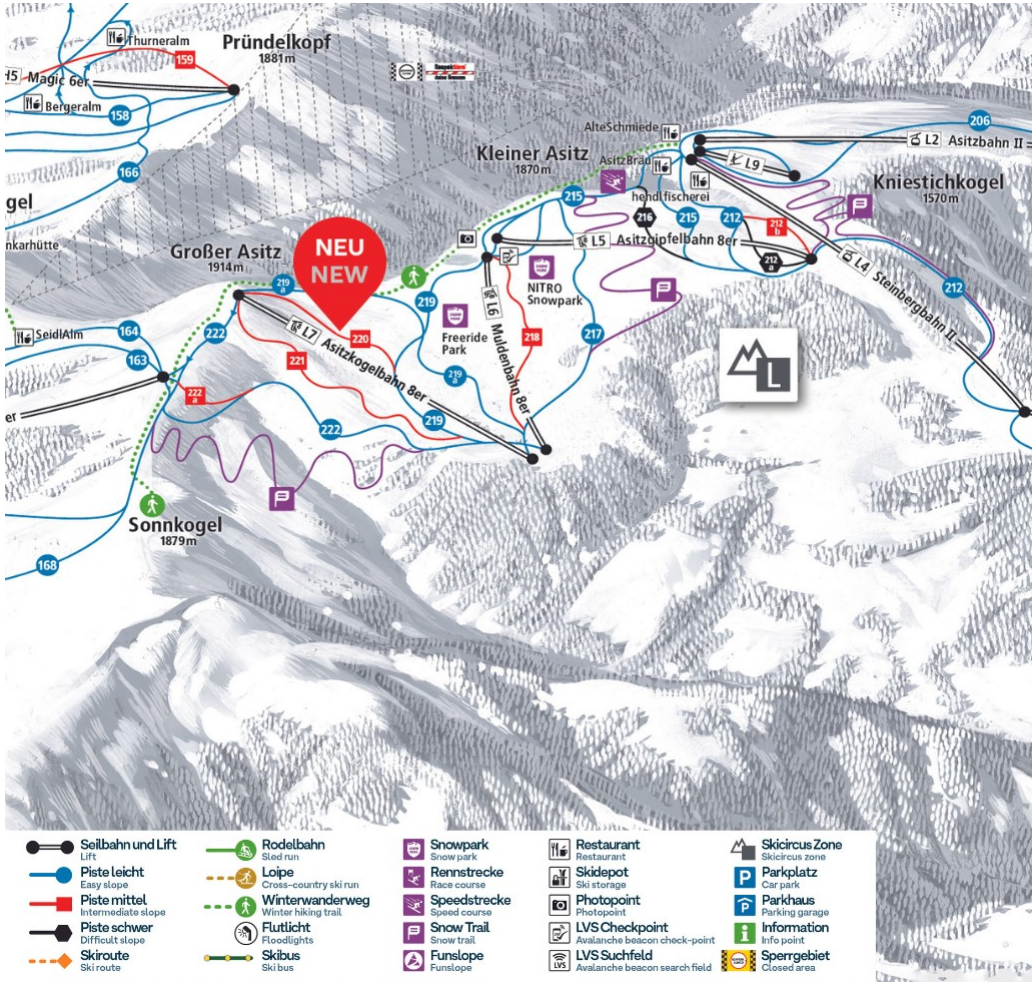 Thurneralm
Pründelkopf
1881m
159
H5 Magic 6er
Bergeralm
158
166
gel
nkarhütte
AlteSchmiede
206
L2 Asitzbahn II
Kleiner Asitz
1870m
AsitzBräu
L9
hendlfischerei
Kniestichkogel
1570m
215
216
215
212
212
b
212
a
L5 Asitzgipfelbahn 8er
L4 Steinbergbahn II
212
Großer Asitz
1914m
NEU
NEW
219
a
SeidlAlm
164
163
222
222
a
er
L7 Asitzkogelbahn 8er
220
221
222
219
219
a
219
Freeride
Park
NITRO
Snowpark
L6 Muldenbahn 8er
218
217
L
Sonnkogel
1879m
168
Seilbahn und Lift
Lift
Piste leicht
Easy slope
Piste mittel
Intermediate slope
Piste schwer
Difficult slope
Skiroute
Ski route
Rodelbahn
Sled run
Loipe
Cross-country ski run
Winterwanderweg
Winter hiking trail
Flutlicht
Floodlights
Skibus
Ski bus
Snowpark
Snow park
Rennstrecke
Race course
Speedstrecke
Speed course
Snow Trail
Snow trail
Funslope
Funslope
Restaurant
Restaurant
Skidepot
Ski storage
Photopoint
Photopoint
LVS Checkpoint
Avalanche beacon check-point
LVS
LVS Suchfeld
Avalanche beacon search field
L
Skicircus Zone
Skicircus zone
P
Parkplatz
Car park
P
Parkhaus
Parking garage
i
Information
Info point
Sperrgebiet
Closed area